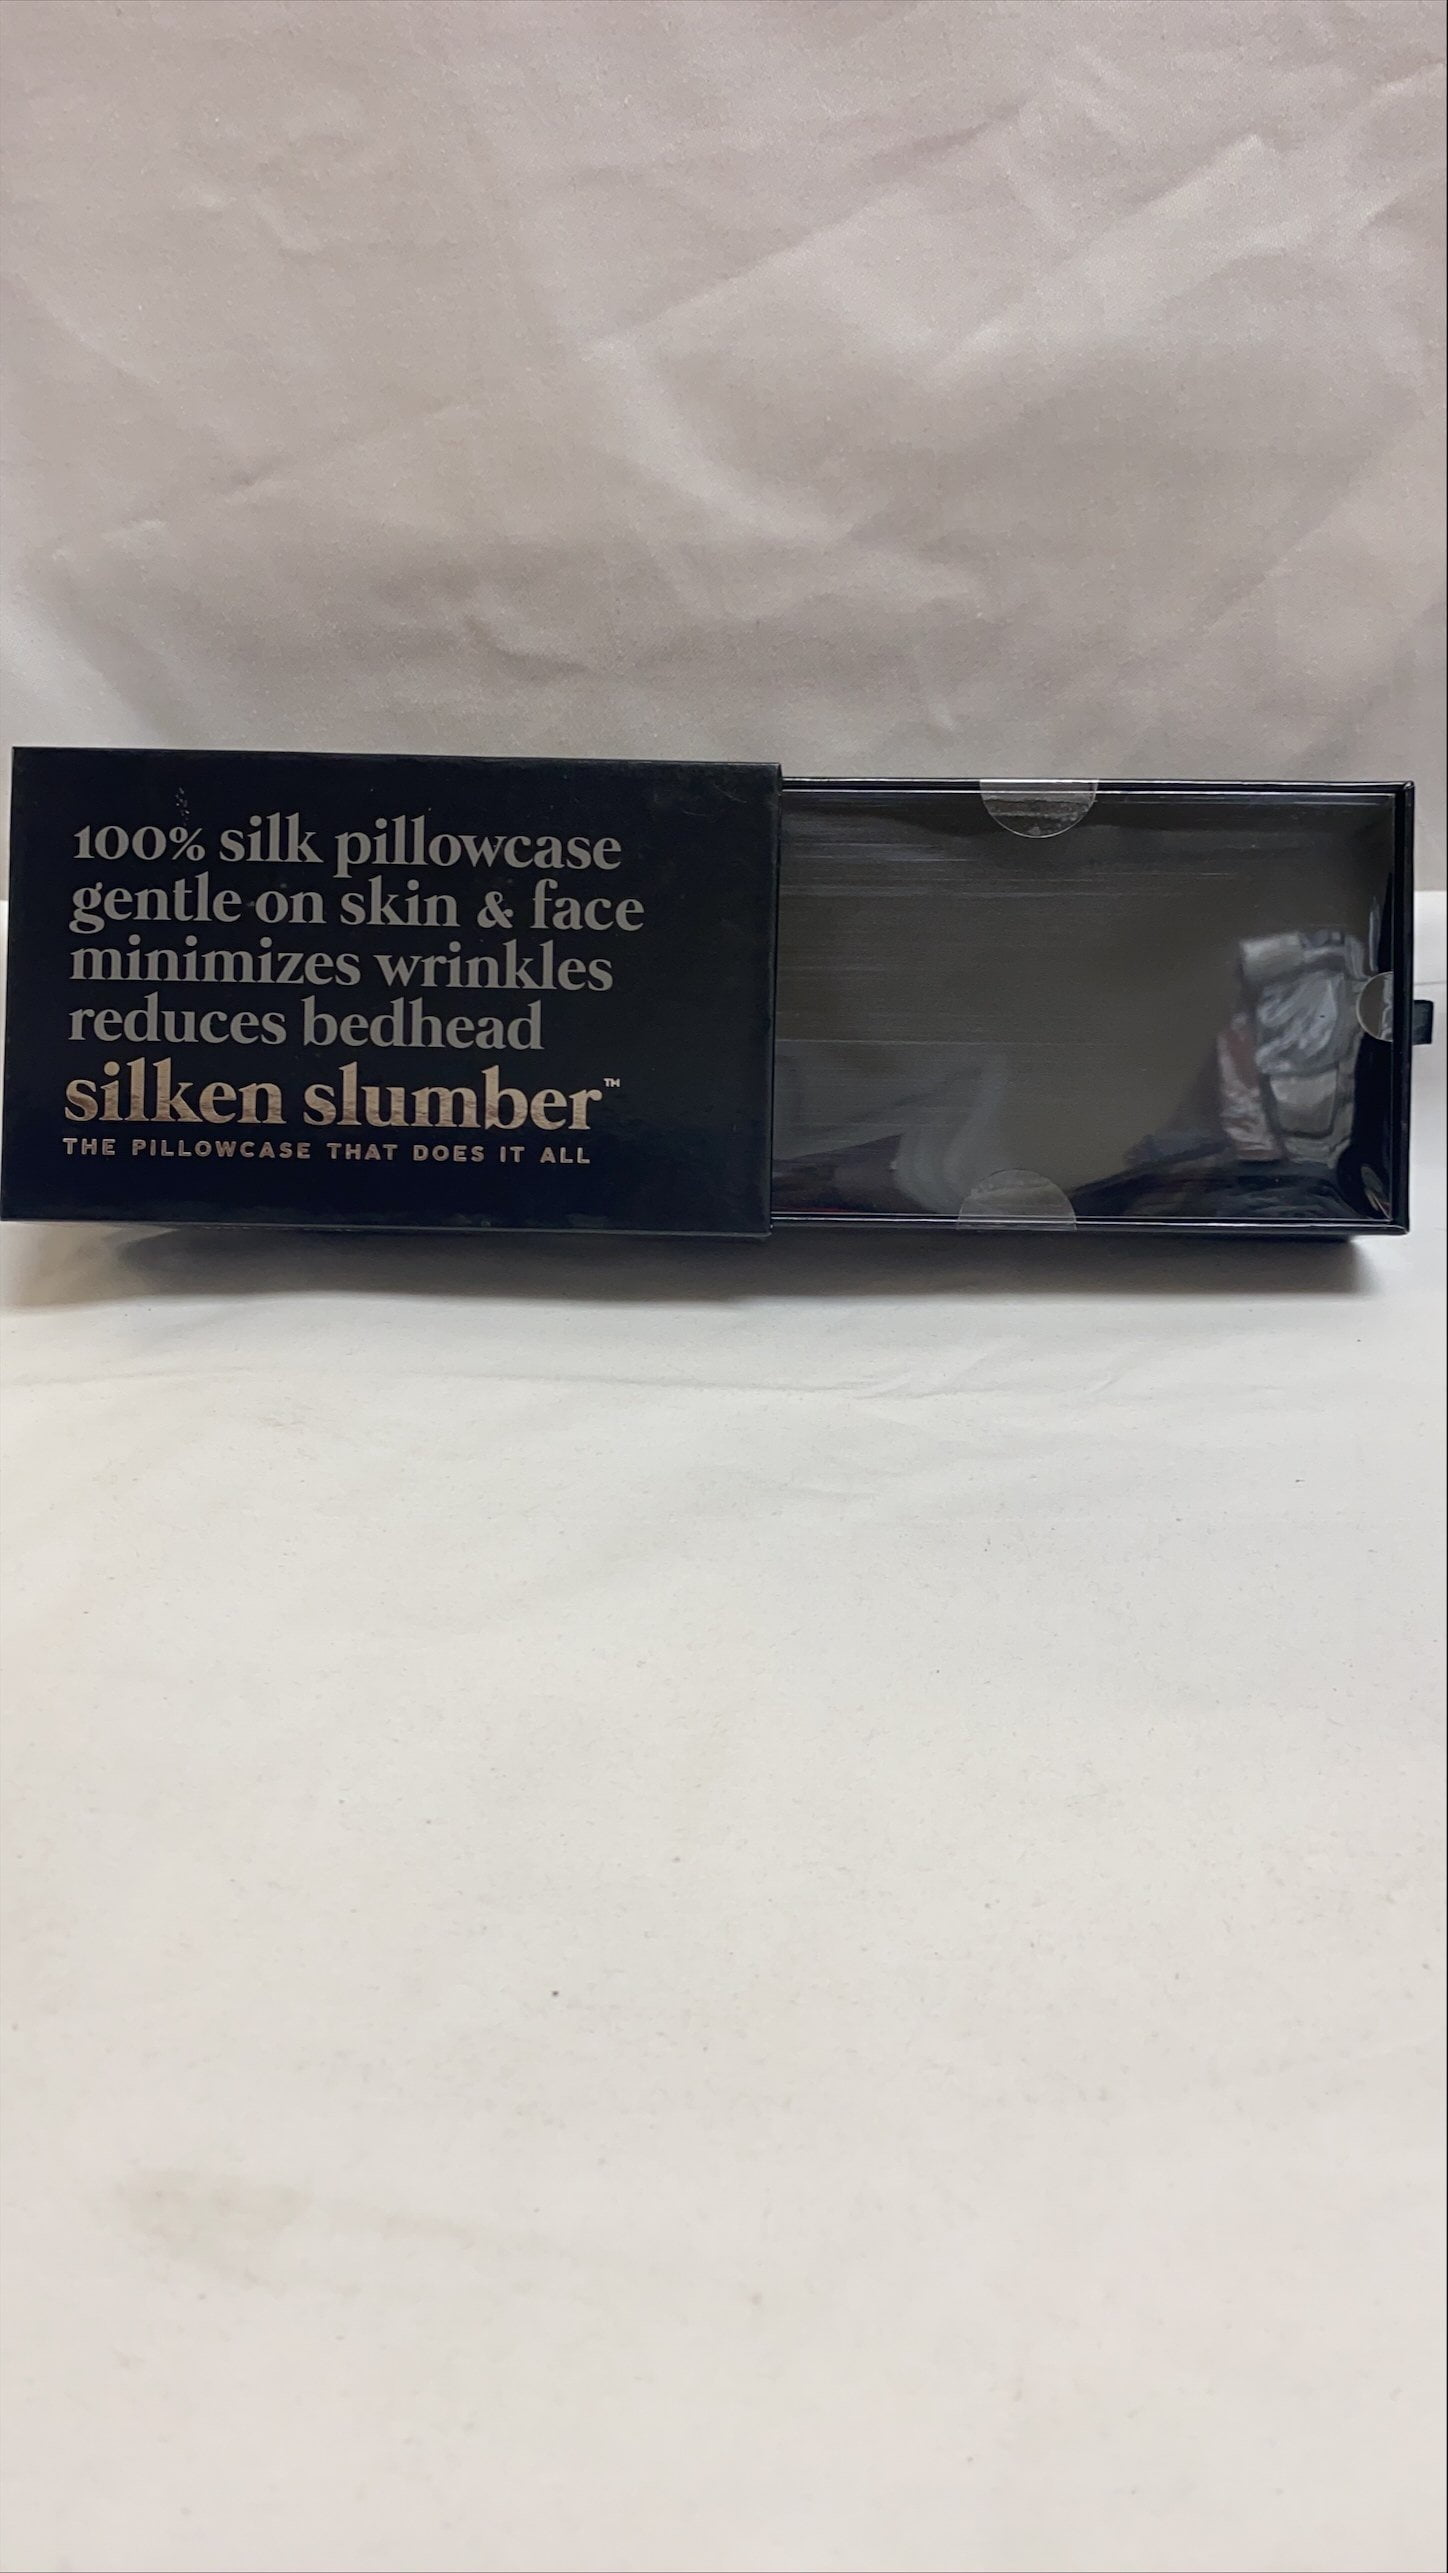 100% silk pillowcase
gentle on skin & face
minimizes wrinkles
reduces bedhead
silken slumber™
THE PILLOWCASE THAT DOES IT ALL